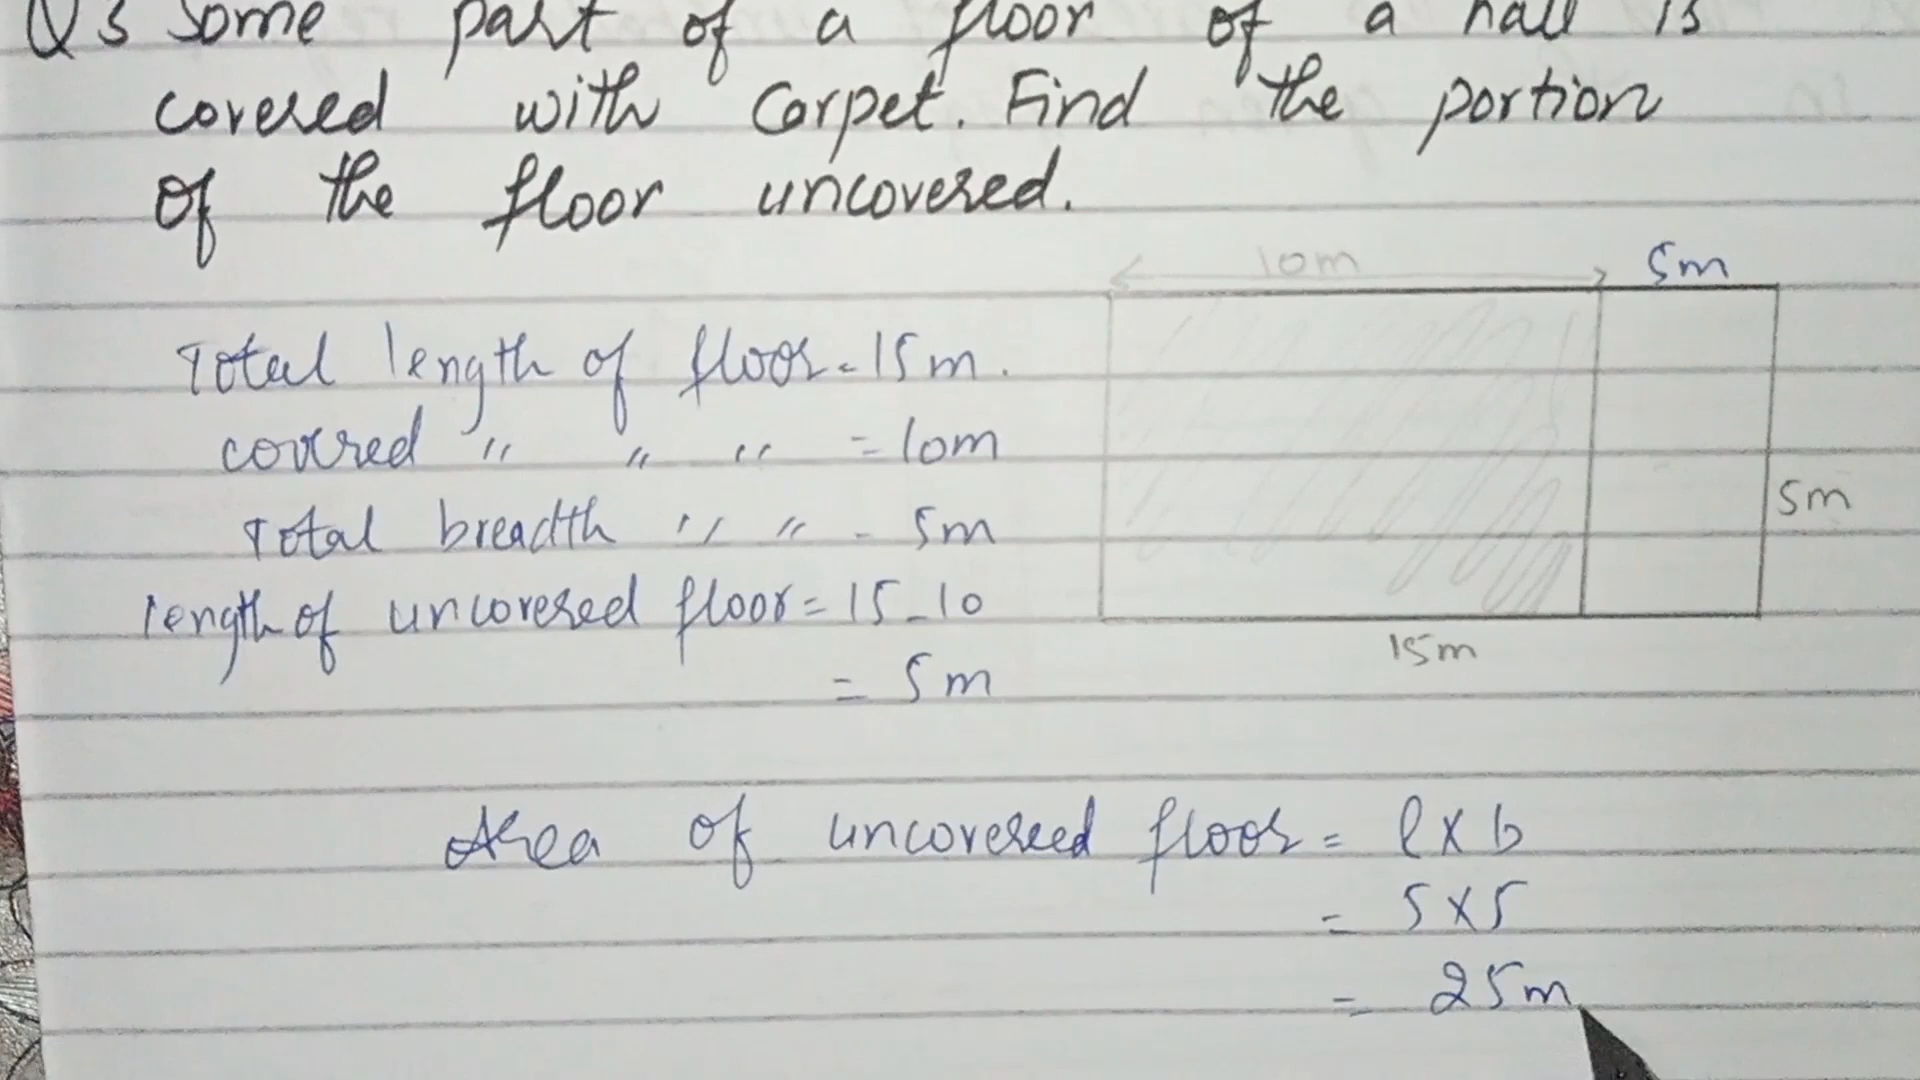 Q3 Some part of a floor of a hall is
covered with Carpet. Find the portion
of the floor uncovered.
10m 5m
Total length of floor = 15m.
covered " " " = 10m
Total breadth " " - 5m
5m
length of uncovered floor = 15-10
= 5m
15m
Area of uncovereed floor = l x b
= 5 x 5
= 25m